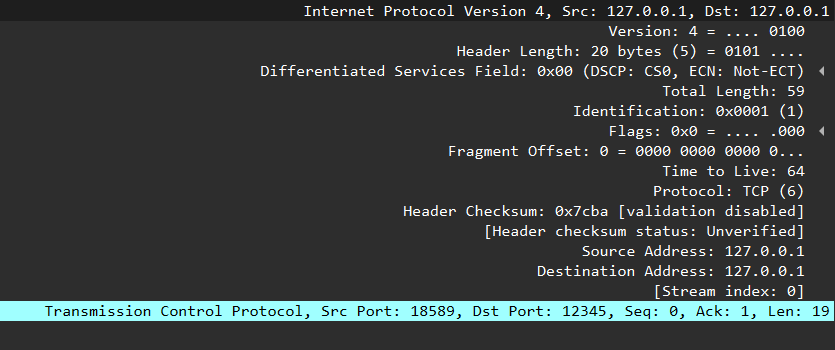 Internet Protocol Version 4, Src: 127.0.0.1, Dst: 127.0.0.1
Version: 4 = .... 0100
Header Length: 20 bytes (5) = 0101 ....
Differentiated Services Field: 0x00 (DSCP: CS0, ECN: Not-ECT)
Total Length: 59
Identification: 0x0001 (1)
Flags: 0x0 = .... .000
Fragment Offset: 0 = 0000 0000 0000 0...
Time to Live: 64
Protocol: TCP (6)
Header Checksum: 0x7cba [validation disabled]
[Header checksum status: Unverified]
Source Address: 127.0.0.1
Destination Address: 127.0.0.1
[Stream index: 0]
Transmission Control Protocol, Src Port: 18589, Dst Port: 12345, Seq: 0, Ack: 1, Len: 19